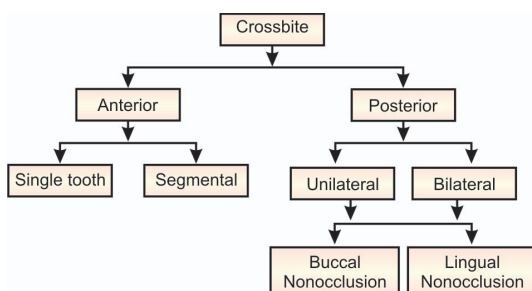 Crossbite
Anterior
Posterior
Single tooth
Segmental
Unilateral
Bilateral
Buccal
Nonocclusion
Lingual
Nonocclusion